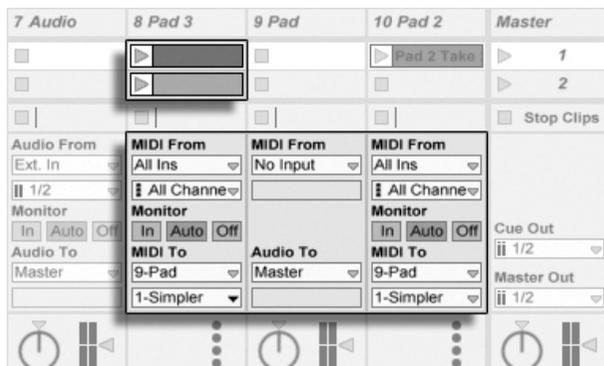 7 Audio 8 Pad 3 9 Pad 10 Pad 2 Master
Pad 2 Take 1
2
Stop Clips
Audio From MIDI From MIDI From MIDI From
Ext. In All Ins No Input All Ins
1/2 All Channe All Channe
Monitor Monitor Monitor
In Auto Off In Auto Off In Auto Off Cue Out
1/2
Audio To MIDI To Audio To MIDI To
Master 9-Pad Master 9-Pad Master Out
1-Simpler 1-Simpler 1/2